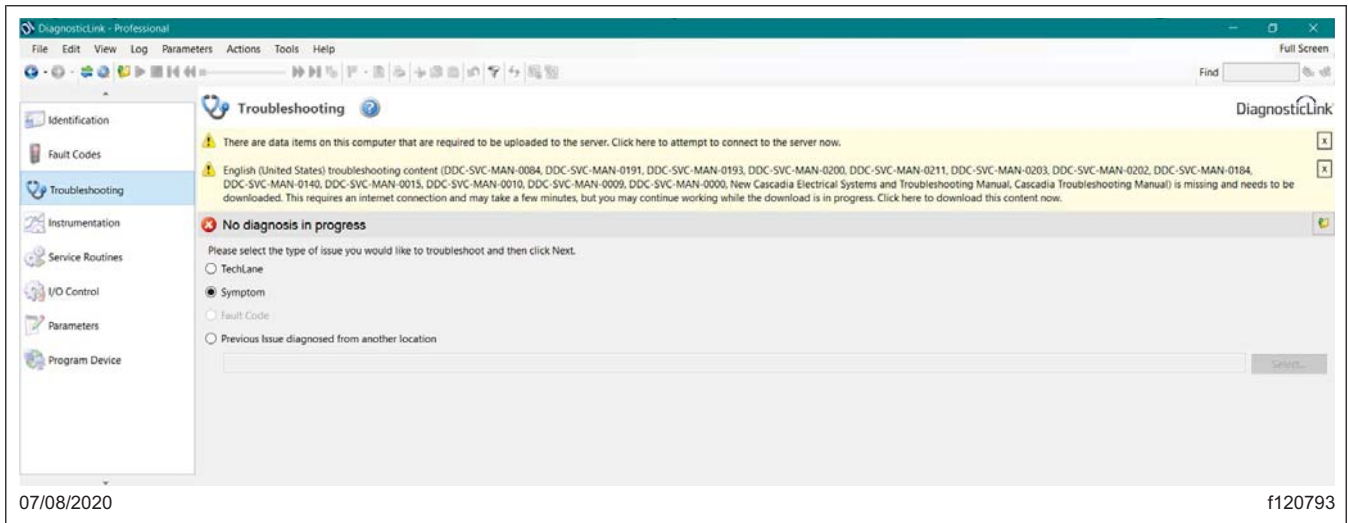 DiagnosticLink - Professional
File Edit View Log Parameters Actions Tools Help Full Screen
Find
Identification
Fault Codes
Troubleshooting
Instrumentation
Service Routines
I/O Control
Parameters
Program Device
Troubleshooting
DiagnosticLink
There are data items on this computer that are required to be uploaded to the server. Click here to attempt to connect to the server now.
x
English (United States) troubleshooting content (DDC-SVC-MAN-0084, DDC-SVC-MAN-0191, DDC-SVC-MAN-0193, DDC-SVC-MAN-0200, DDC-SVC-MAN-0211, DDC-SVC-MAN-0203, DDC-SVC-MAN-0202, DDC-SVC-MAN-0184,
DDC-SVC-MAN-0140, DDC-SVC-MAN-0015, DDC-SVC-MAN-0010, DDC-SVC-MAN-0009, DDC-SVC-MAN-0000, New Cascadia Electrical Systems and Troubleshooting Manual, Cascadia Troubleshooting Manual) is missing and needs to be
downloaded. This requires an internet connection and may take a few minutes, but you may continue working while the download is in progress. Click here to download this content now.
x
No diagnosis in progress
Please select the type of issue you would like to troubleshoot and then click Next.
TechLane
Symptom
Fault Code
Previous Issue diagnosed from another location
Select...
07/08/2020
f120793